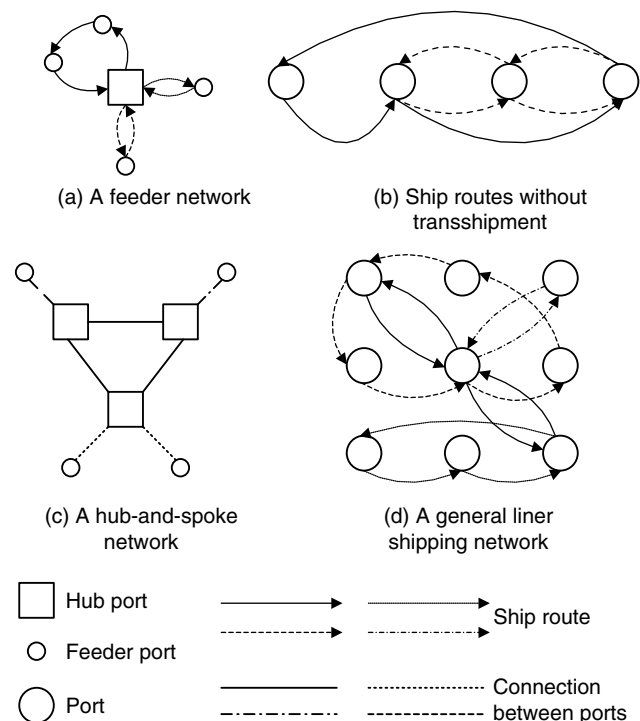 (a) A feeder network
(b) Ship routes without
transshipment
(c) A hub-and-spoke
network
(d) A general liner
shipping network
Hub port
Feeder port
Port
Ship route
Connection
between ports